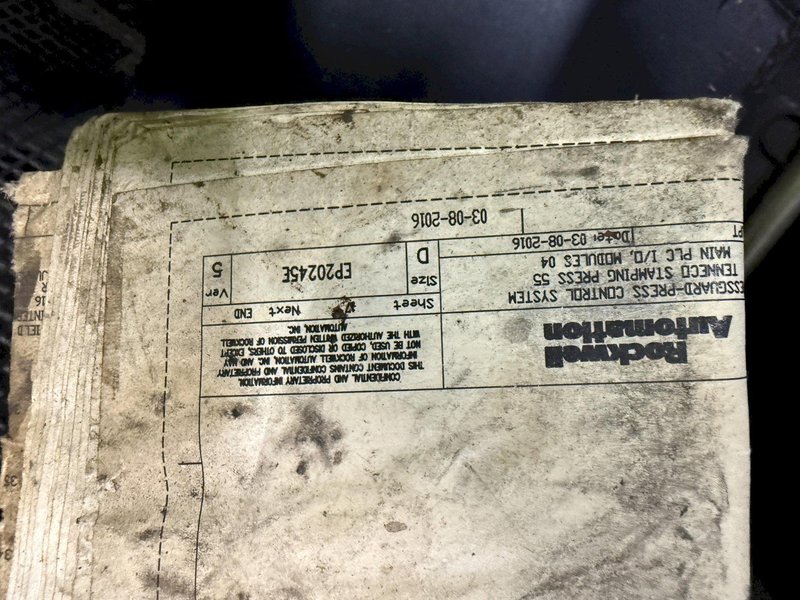 Rockwell
Automation
THIS DOCUMENT CONTAINS CONFIDENTIAL AND PROPRIETARY
INFORMATION OF ROCKWELL AUTOMATION, INC. AND MAY
NOT BE USED, COPIED OR DISCLOSED TO OTHERS, EXCEPT
WITH THE AUTHORIZED WRITTEN PERMISSION OF ROCKWELL
AUTOMATION, INC.
CONFIDENTIAL AND PROPRIETARY INFORMATION.
ESSGUARD-PRESS CONTROL SYSTEM
TENNECO STAMPING PRESS 55
MAIN PLC I/O, MODULES 04
PT Date: 03-08-2016
Sheet Next END
Size D
EP20245E
Ver 5
03-08-2016